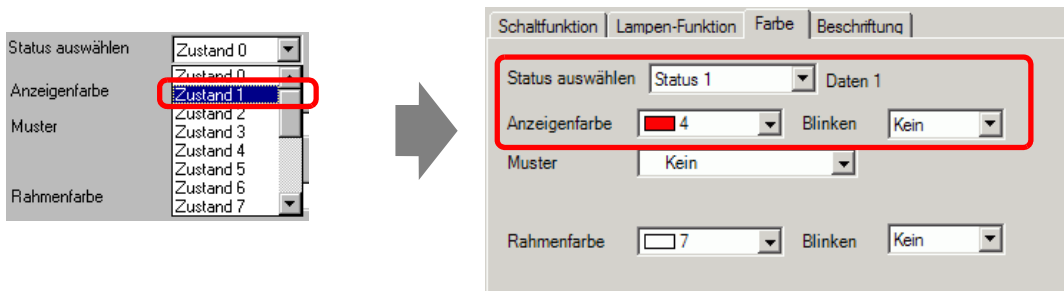 Status auswählen Zustand 0
Zustand 0
Anzeigenfarbe Zustand 1
Zustand 2
Muster Zustand 3
Zustand 4
Zustand 5
Zustand 6
Rahmenfarbe Zustand 7
Schaltfunktion Lampen-Funktion Farbe Beschriftung
Status auswählen Status 1 Daten 1
Anzeigenfarbe 4 Blinken Kein
Muster Kein
Rahmenfarbe 7 Blinken Kein